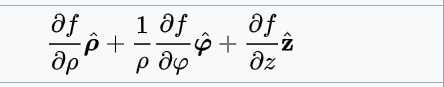 ∂f/∂ρ ρ̂ + 1/ρ ∂f/∂φ φ̂ + ∂f/∂z ẑ